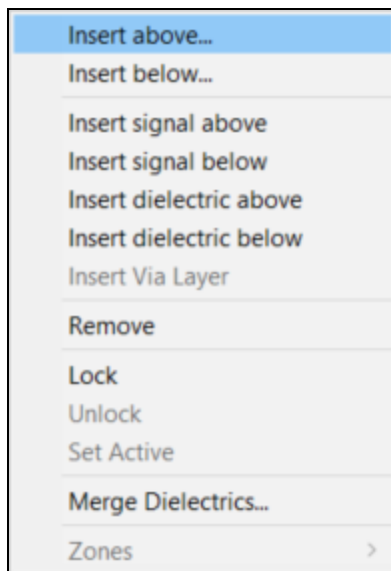 Insert above...
Insert below...
Insert signal above
Insert signal below
Insert dielectric above
Insert dielectric below
Insert Via Layer
Remove
Lock
Unlock
Set Active
Merge Dielectrics...
Zones